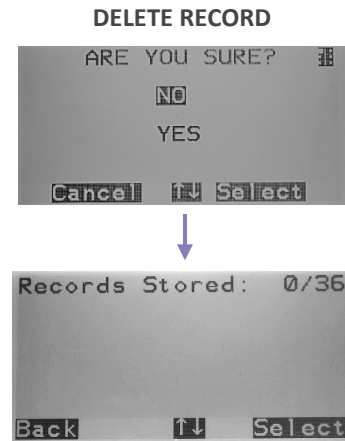 DELETE RECORD
ARE YOU SURE?
NO
YES
Cancel ↑↓ Select
Records Stored: 0/36
Back ↑↓ Select